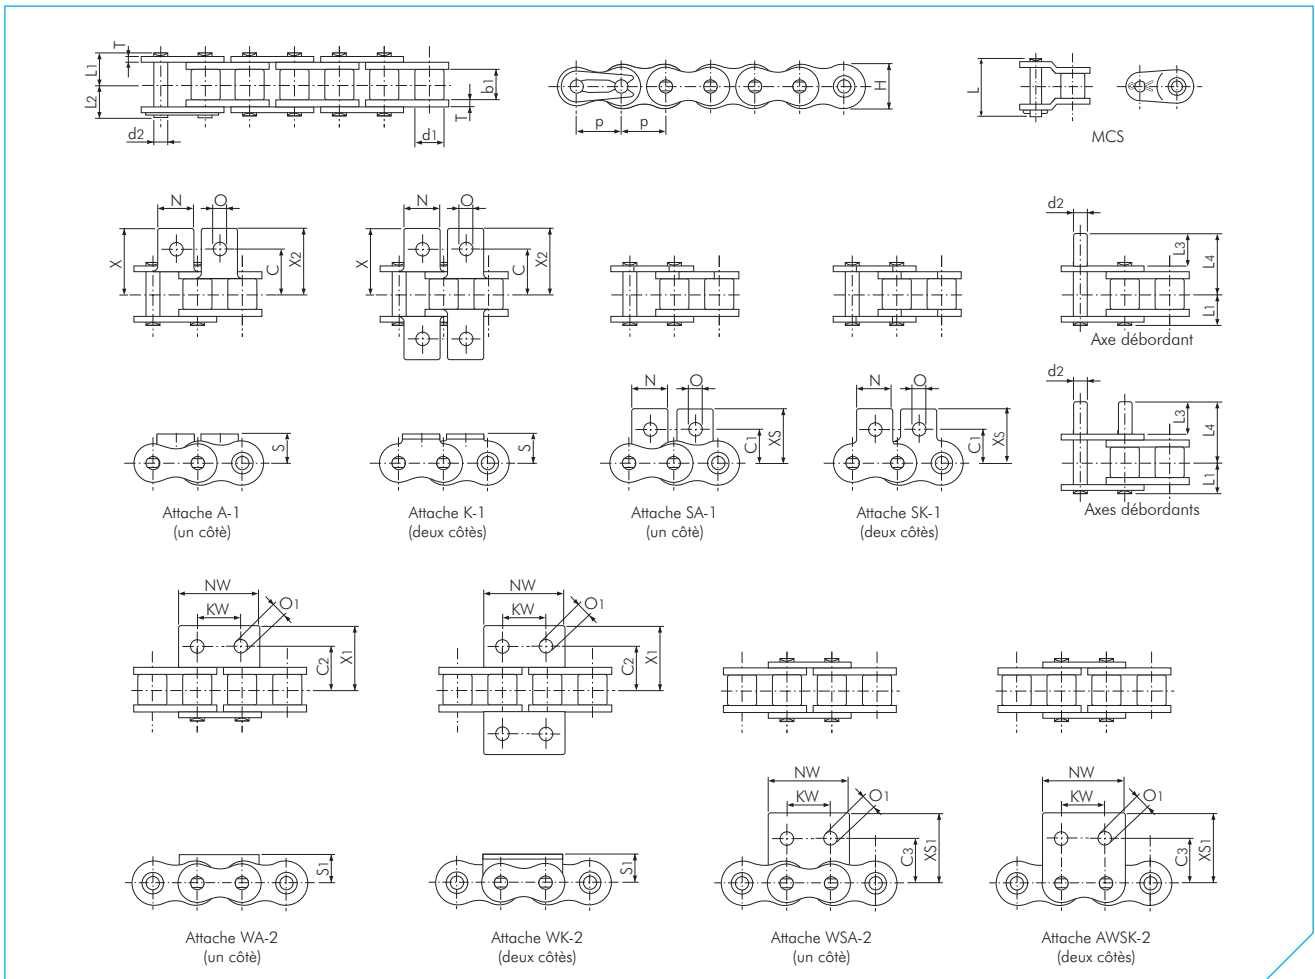 T
L1
L2
b1
T
d2
d1
H
p
p
L
MCS
N
O
X
C
X2
N
O
X
C
X2
d2
L3
L4
L1
Axe débordant
S
Attache A-1
(un côtè)
S
Attache K-1
(deux côtès)
N
O
C1
XS
Attache SA-1
(un côtè)
N
O
C1
XS
Attache SK-1
(deux côtès)
d2
L3
L4
L1
Axes débordants
NW
KW
O1
C2
X1
NW
KW
O1
C2
X1
S1
Attache WA-2
(un côtè)
S1
Attache WK-2
(deux côtès)
NW
KW
O1
C3
XS1
Attache WSA-2
(un côtè)
NW
KW
O1
C3
XS1
Attache AWSK-2
(deux côtès)